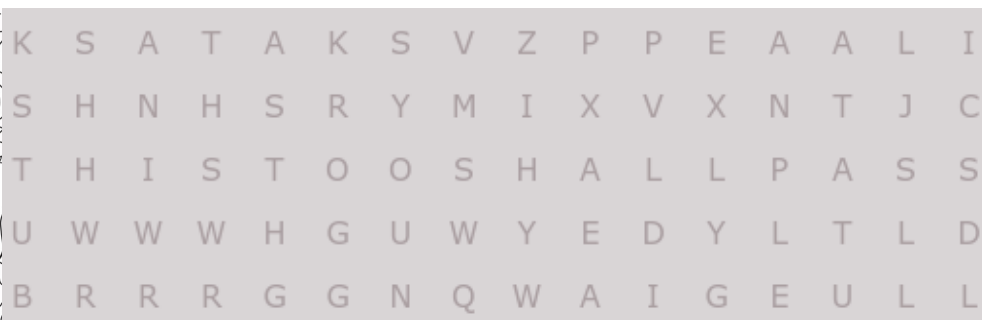 K S A T A K S V Z P P E A A L I
S H N H S R Y M I X V X N T J C
T H I S T O O S H A L L P A S S
U W W W H G U W Y E D Y L T L D
B R R R G G N Q W A I G E U L L